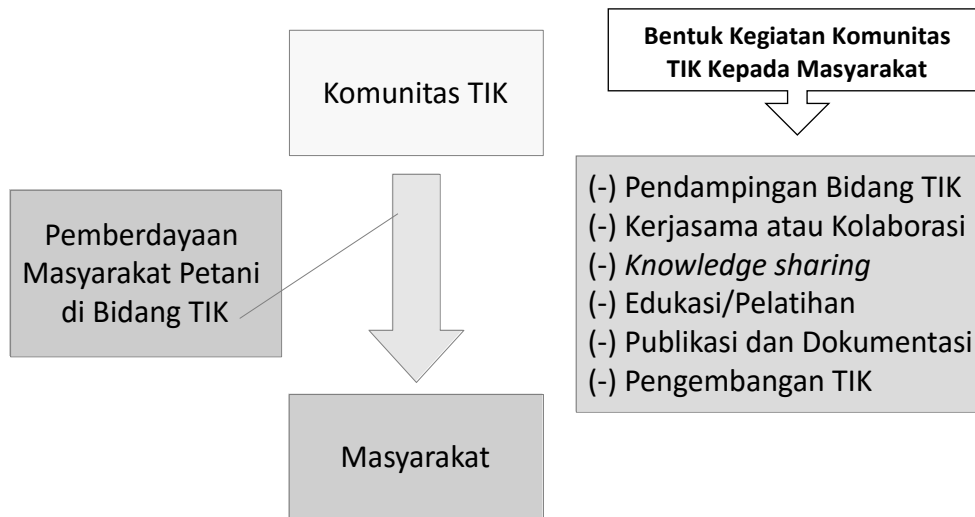 Komunitas TIK
Pemberdayaan
Masyarakat Petani
di Bidang TIK
Masyarakat
Bentuk Kegiatan Komunitas
TIK Kepada Masyarakat
(-) Pendampingan Bidang TIK
(-) Kerjasama atau Kolaborasi
(-) Knowledge sharing
(-) Edukasi/Pelatihan
(-) Publikasi dan Dokumentasi
(-) Pengembangan TIK